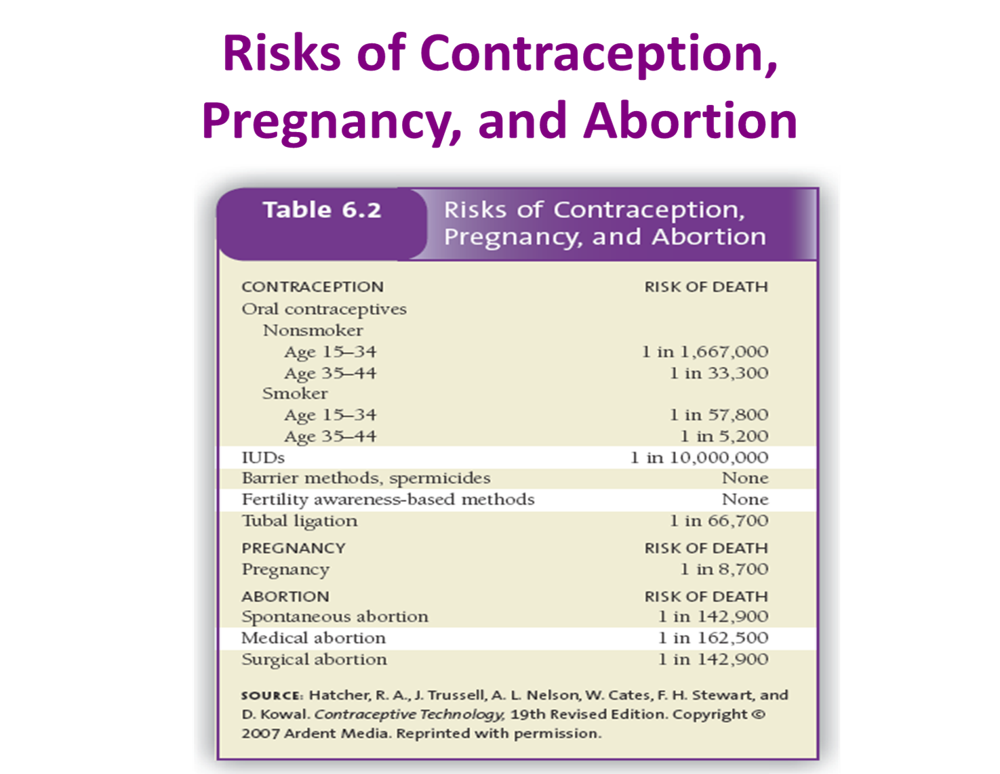 Risks of Contraception,
Pregnancy, and Abortion
Table 6.2
Risks of Contraception,
Pregnancy, and Abortion
CONTRACEPTION RISK OF DEATH
Oral contraceptives
Nonsmoker
Age 15–34 1 in 1,667,000
Age 35–44 1 in 33,300
Smoker
Age 15–34 1 in 57,800
Age 35–44 1 in 5,200
IUDs 1 in 10,000,000
Barrier methods, spermicides None
Fertility awareness-based methods None
Tubal ligation 1 in 66,700
PREGNANCY RISK OF DEATH
Pregnancy 1 in 8,700
ABORTION RISK OF DEATH
Spontaneous abortion 1 in 142,900
Medical abortion 1 in 162,500
Surgical abortion 1 in 142,900
SOURCE: Hatcher, R. A., J. Trussell, A. L. Nelson, W. Cates, F. H. Stewart, and
D. Kowal. Contraceptive Technology, 19th Revised Edition. Copyright ©
2007 Ardent Media. Reprinted with permission.